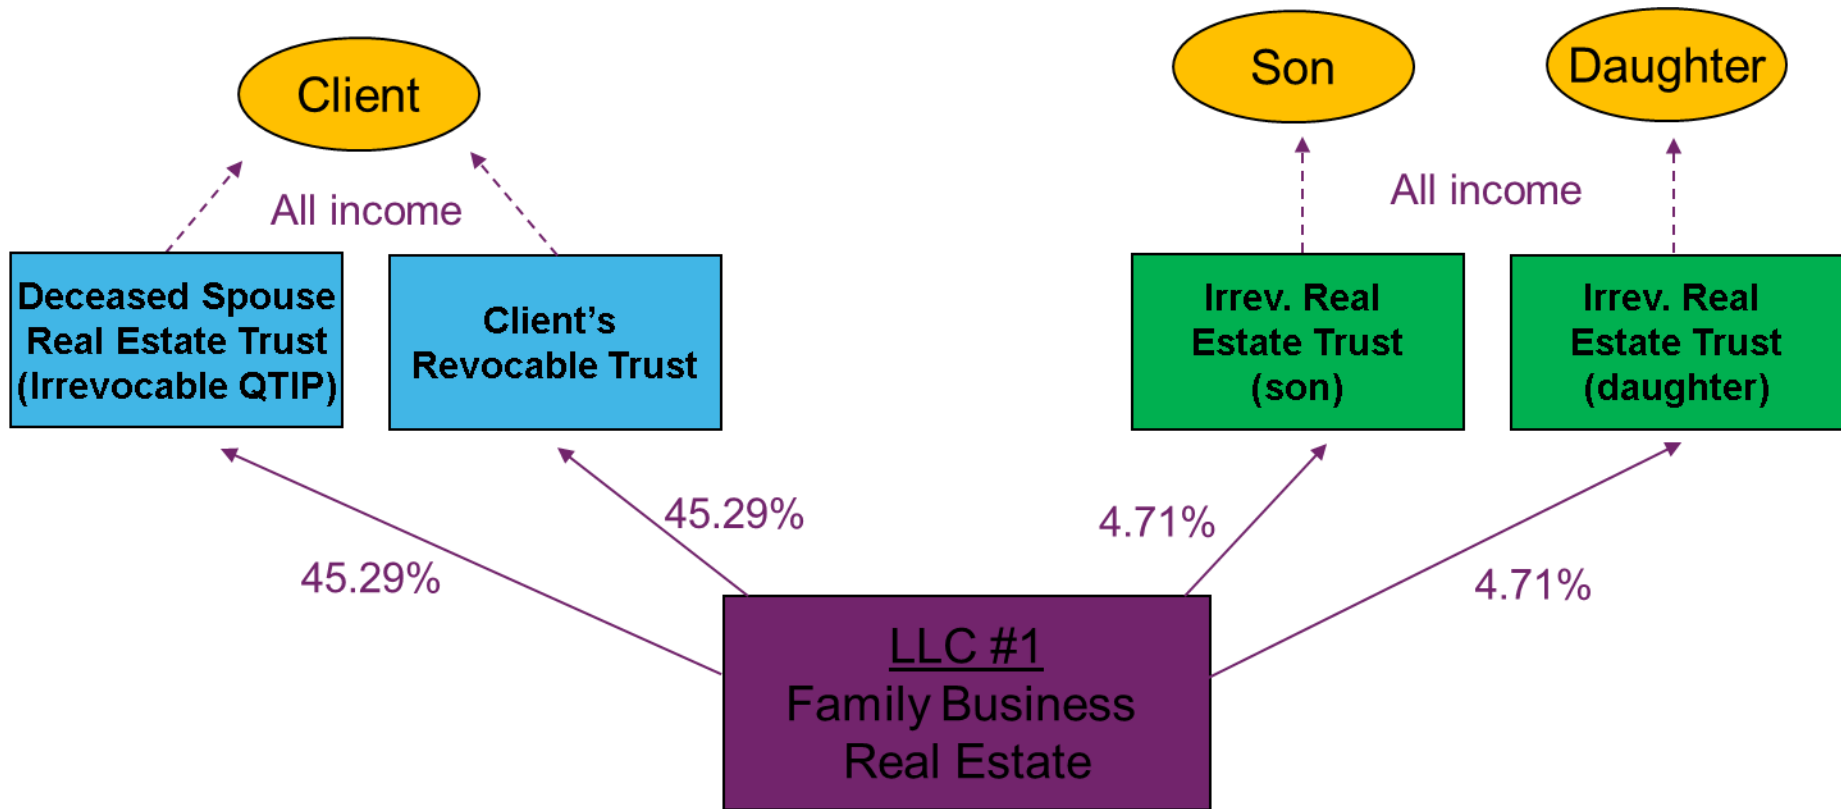 Client
Son
Daughter
All income
All income
Deceased Spouse
Real Estate Trust
(Irrevocable QTIP)
Client's
Revocable Trust
Irrev. Real
Estate Trust
(son)
Irrev. Real
Estate Trust
(daughter)
45.29%
45.29%
4.71%
4.71%
LLC #1
Family Business
Real Estate